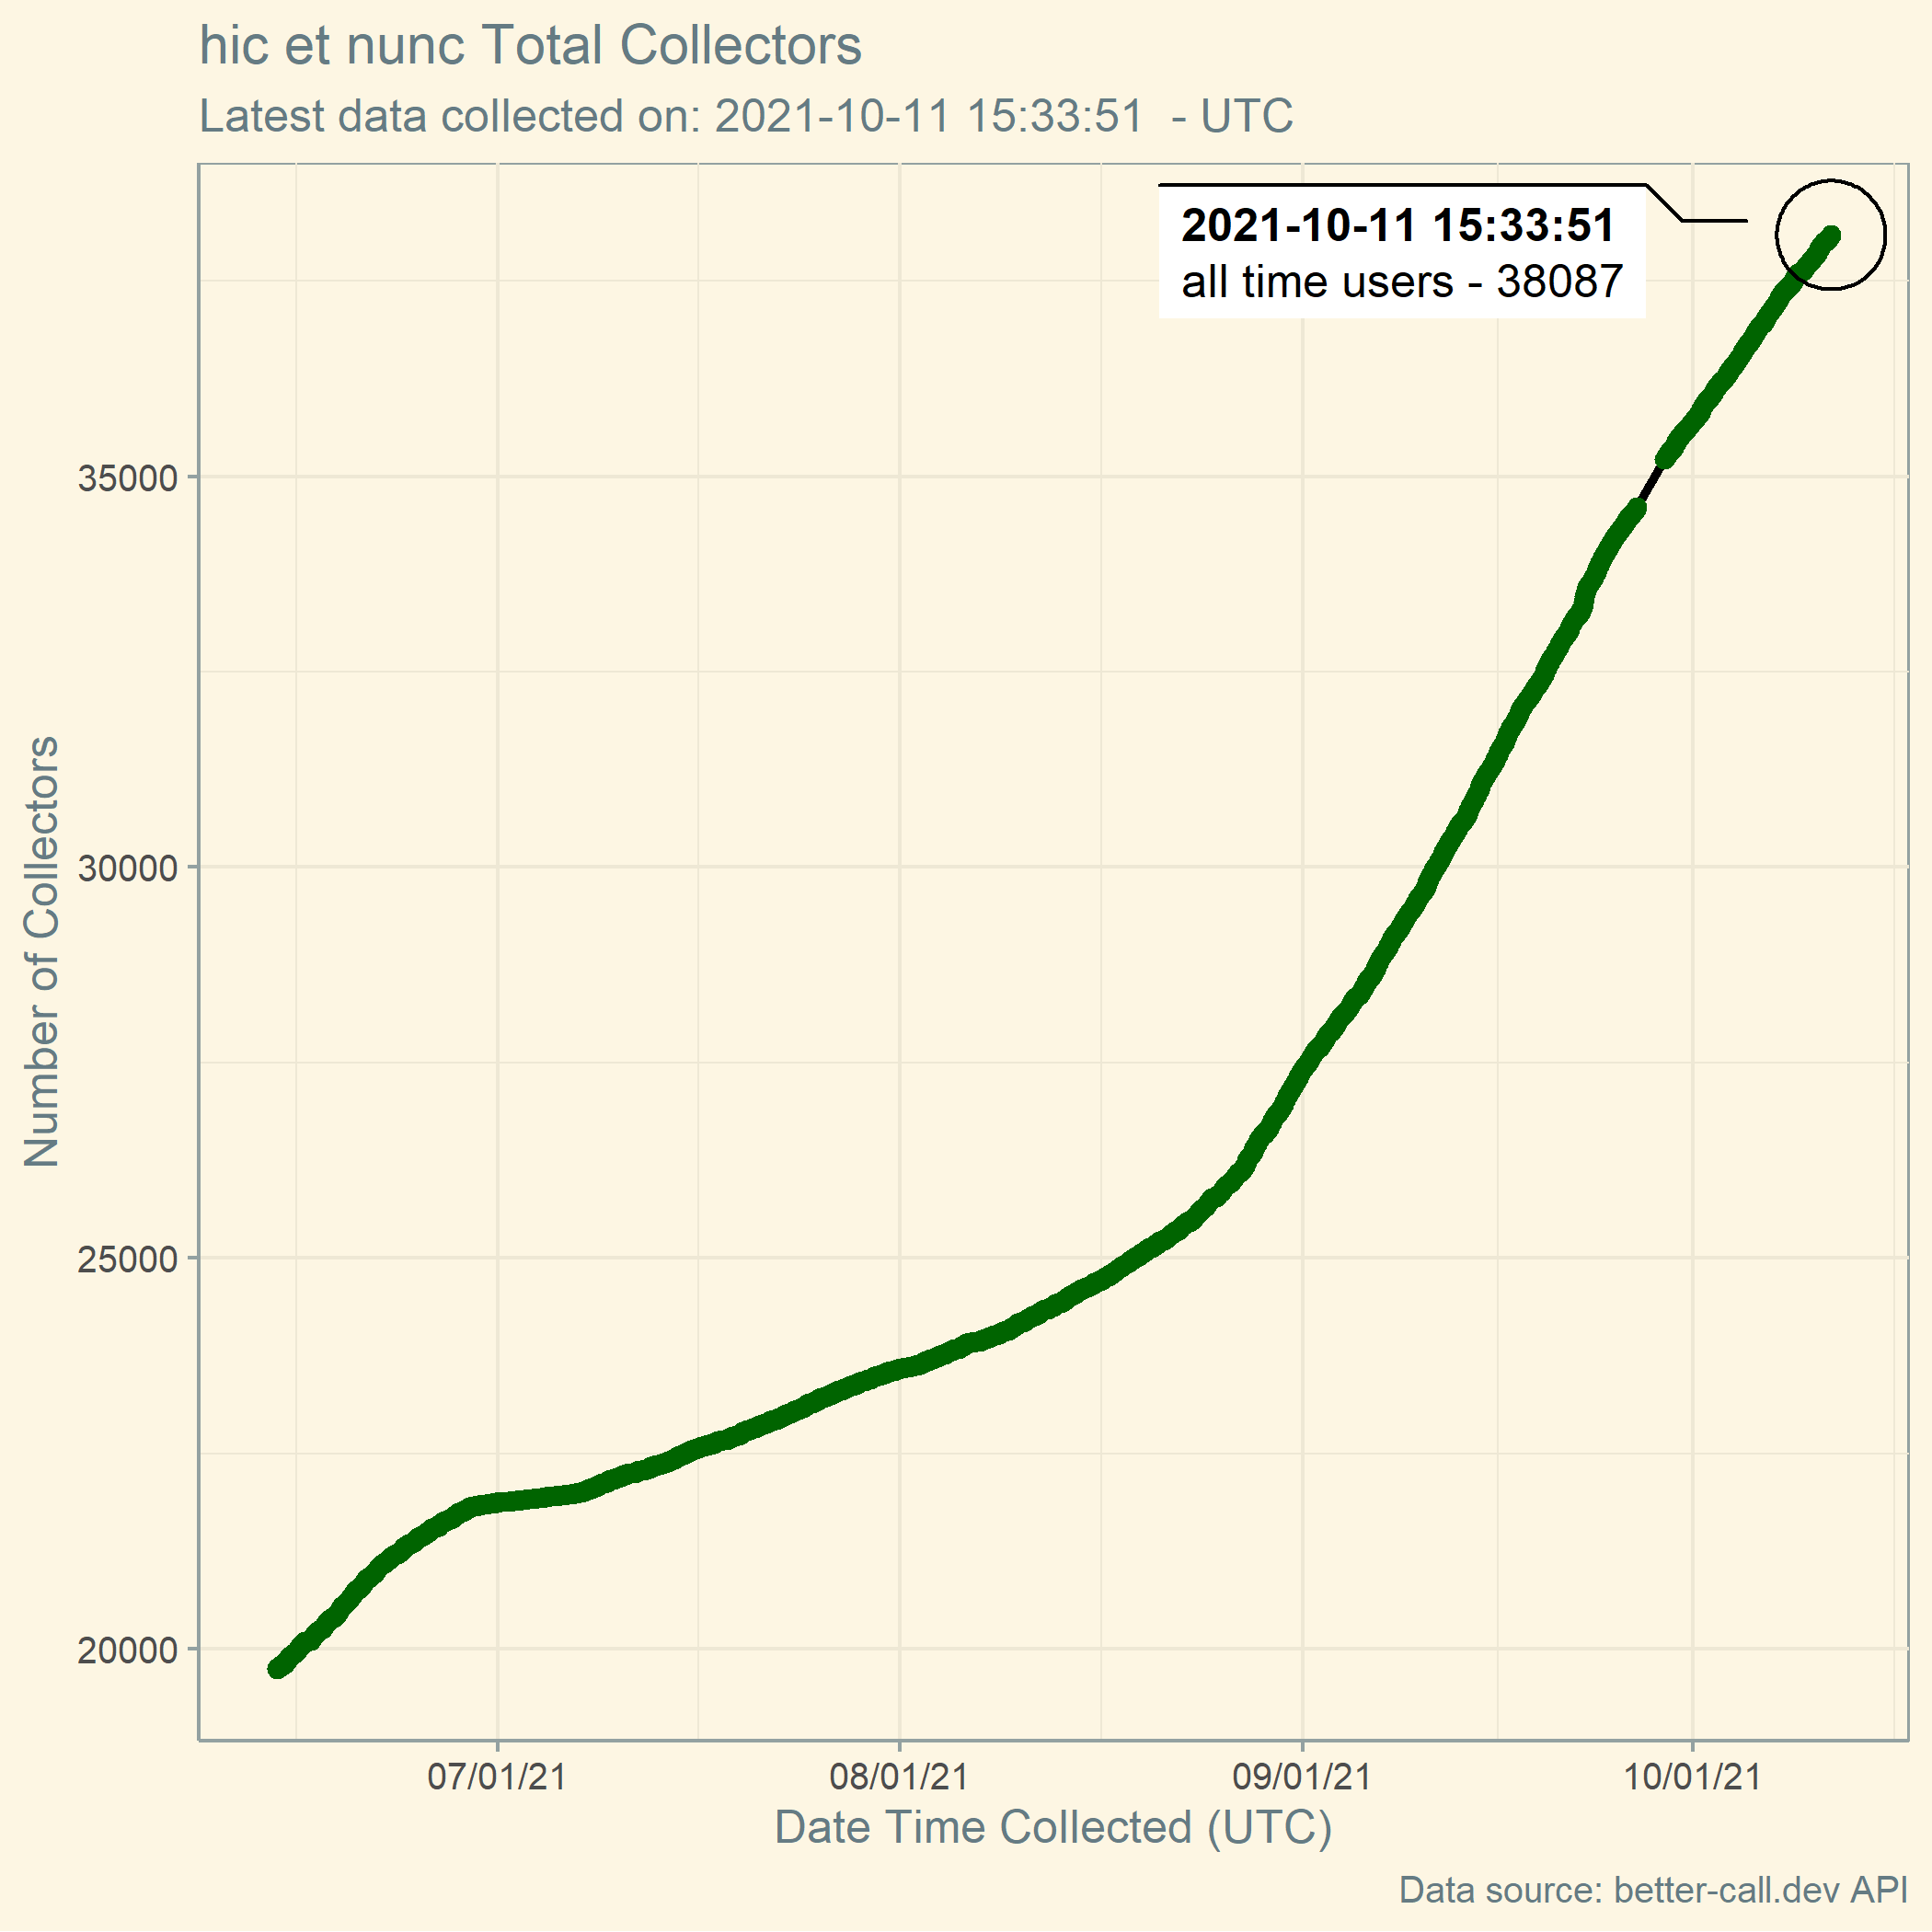 hic et nunc Total Collectors
Latest data collected on: 2021-10-11 15:33:51  - UTC
2021-10-11 15:33:51
all time users - 38087
Number of Collectors
35000
30000
25000
20000
07/01/21 08/01/21 09/01/21 10/01/21
Date Time Collected (UTC)
Data source: better-call.dev API